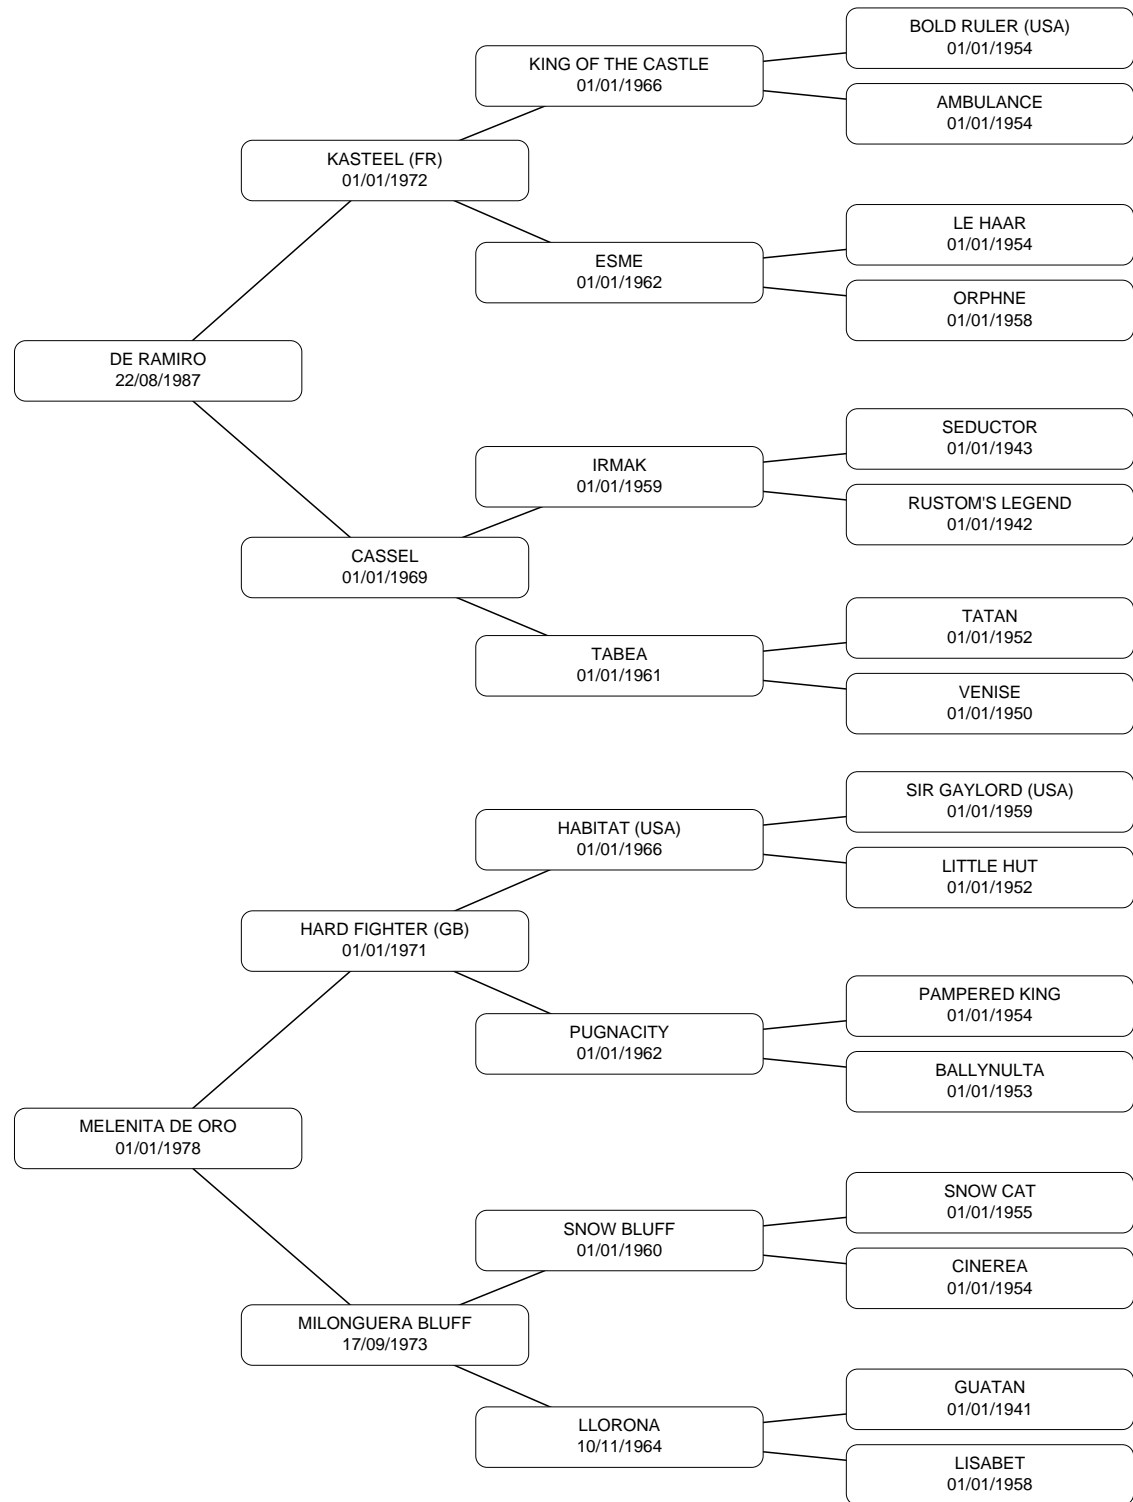 BOLD RULER (USA)
01/01/1954
KING OF THE CASTLE
01/01/1966
AMBULANCE
01/01/1954
KASTEEL (FR)
01/01/1972
LE HAAR
01/01/1954
ESME
01/01/1962
ORPHNE
01/01/1958
DE RAMIRO
22/08/1987
SEDUCTOR
01/01/1943
IRMAK
01/01/1959
RUSTOM'S LEGEND
01/01/1942
CASSEL
01/01/1969
TATAN
01/01/1952
TABEA
01/01/1961
VENISE
01/01/1950
SIR GAYLORD (USA)
01/01/1959
HABITAT (USA)
01/01/1966
LITTLE HUT
01/01/1952
HARD FIGHTER (GB)
01/01/1971
PAMPERED KING
01/01/1954
PUGNACITY
01/01/1962
BALLYNULTA
01/01/1953
MELENITA DE ORO
01/01/1978
SNOW CAT
01/01/1955
SNOW BLUFF
01/01/1960
CINEREA
01/01/1954
MILONGUERA BLUFF
17/09/1973
GUATAN
01/01/1941
LLORONA
10/11/1964
LISABET
01/01/1958